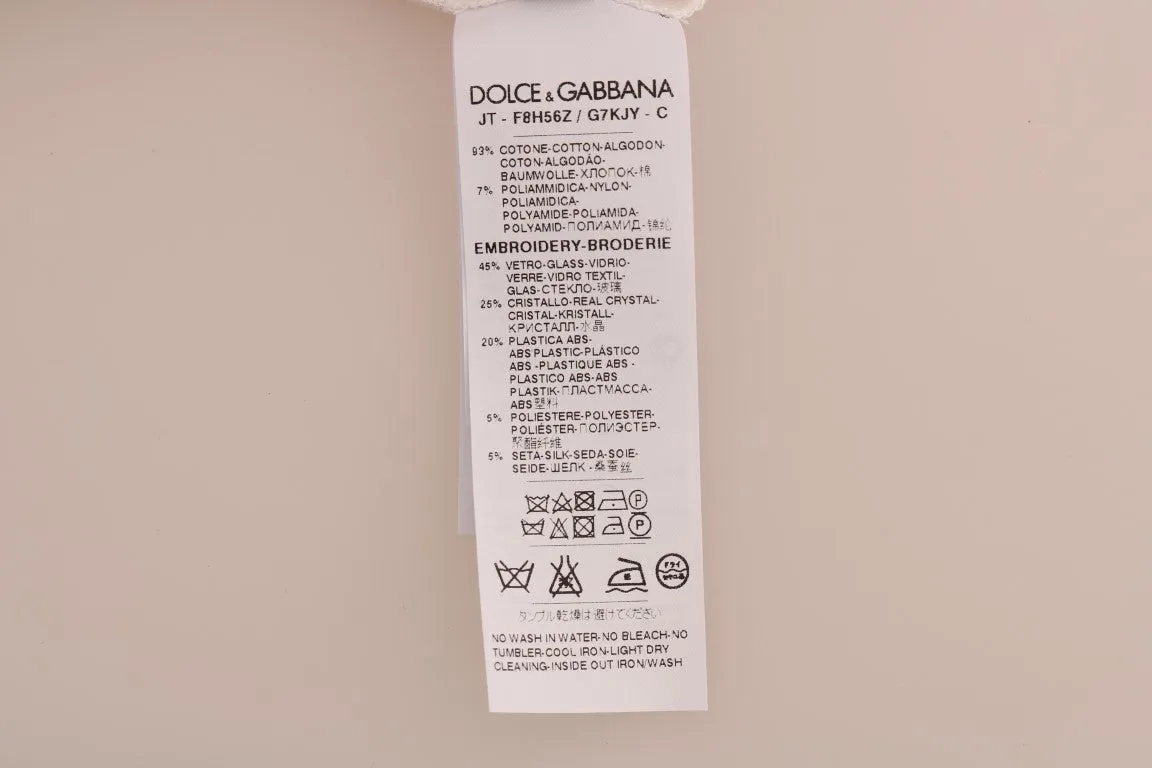 DOLCE & GABBANA
JT - F8H56Z / G7KJY - C
93% COTONE-COTTON-ALGODON-
COTON-ALGODÃO-
BAUMWOLLE-ХЛОПОК-棉
7% POLIAMMIDICA-NYLON-
POLIAMIDICA-
POLYAMIDE-POLIAMIDA-
POLYAMID-ПОЛИАМИД-锦纶
EMBROIDERY-BRODERIE
45% VETRO-GLASS-VIDRIO-
VERRE-VIDRO TEXTIL-
GLAS-СТЕКЛО-玻璃
25% CRISTALLO-REAL CRYSTAL-
CRISTAL-KRISTALL-
КРИСТАЛЛ-水晶
20% PLASTICA ABS-
ABS PLASTIC-PLÁSTICO
ABS -PLASTIQUE ABS -
PLASTICO ABS-ABS
PLASTIK-ПЛАСТМАССА-
ABS 塑料
5% POLIESTERE-POLYESTER-
POLIÉSTER-ПОЛИЭСТЕР-
聚酯纤维
5% SETA-SILK-SEDA-SOIE-
SEIDE-ШЕЛК -桑蚕丝
P
P
ドライ
タンブル乾燥は避けてください
NO WASH IN WATER-NO BLEACH-NO
TUMBLER-COOL IRON-LIGHT DRY
CLEANING-INSIDE OUT IRON/WASH